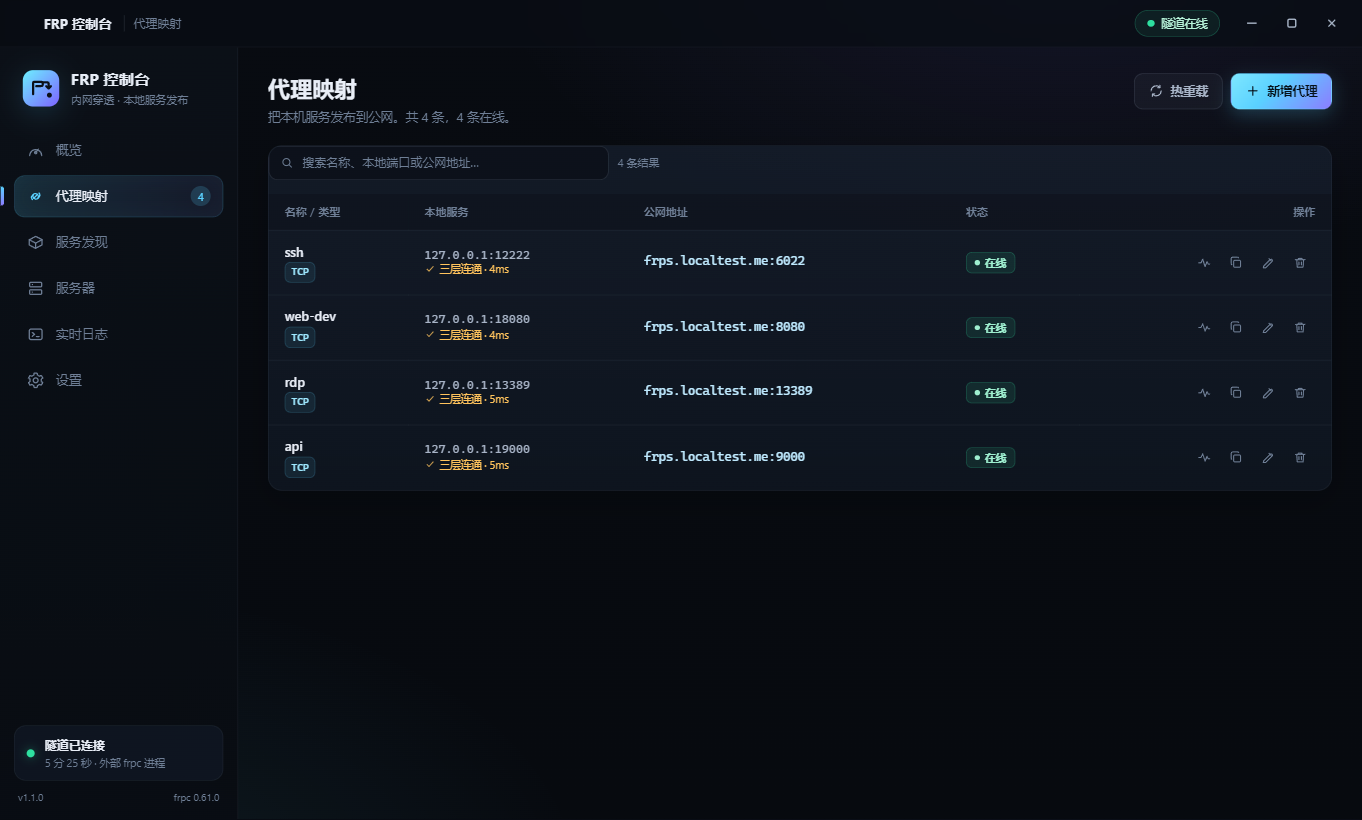 FRP 控制台 代理映射
隧道在线
FRP 控制台
内网穿透 · 本地服务发布
概览
代理映射 4
服务发现
服务器
实时日志
设置
隧道已连接
5 分 25 秒 · 外部 frpc 进程
v1.1.0 frpc 0.61.0
代理映射
把本机服务发布到公网。共 4 条，4 条在线。
热重载
新增代理
搜索名称、本地端口或公网地址...
4 条结果
名称 / 类型 本地服务 公网地址 状态 操作
ssh
TCP
127.0.0.1:12222
三层连通 · 4ms
frps.localtest.me:6022
在线
web-dev
TCP
127.0.0.1:18080
三层连通 · 4ms
frps.localtest.me:8080
在线
rdp
TCP
127.0.0.1:13389
三层连通 · 5ms
frps.localtest.me:13389
在线
api
TCP
127.0.0.1:19000
三层连通 · 5ms
frps.localtest.me:9000
在线